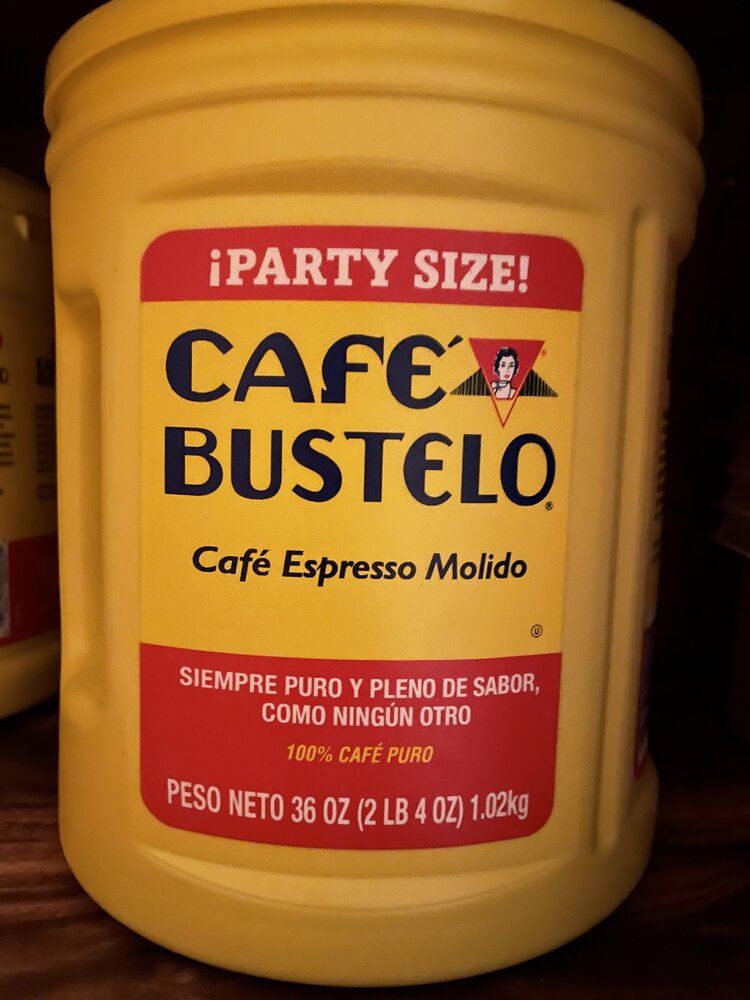 ¡PARTY SIZE!
CAFÉ
BUSTELO®
Café Espresso Molido
Ⓤ
SIEMPRE PURO Y PLENO DE SABOR,
COMO NINGÚN OTRO
100% CAFÉ PURO
PESO NETO 36 OZ (2 LB 4 OZ) 1.02kg